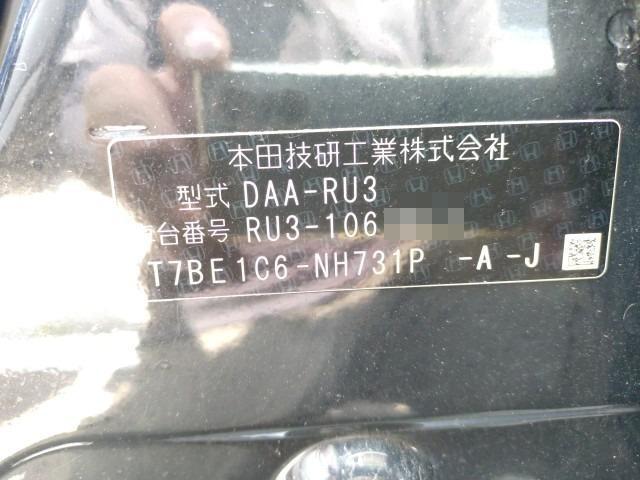 本田技研工業株式会社
型式 DAA-RU3
車台番号 RU3-106
T7BE1C6-NH731P -A -J